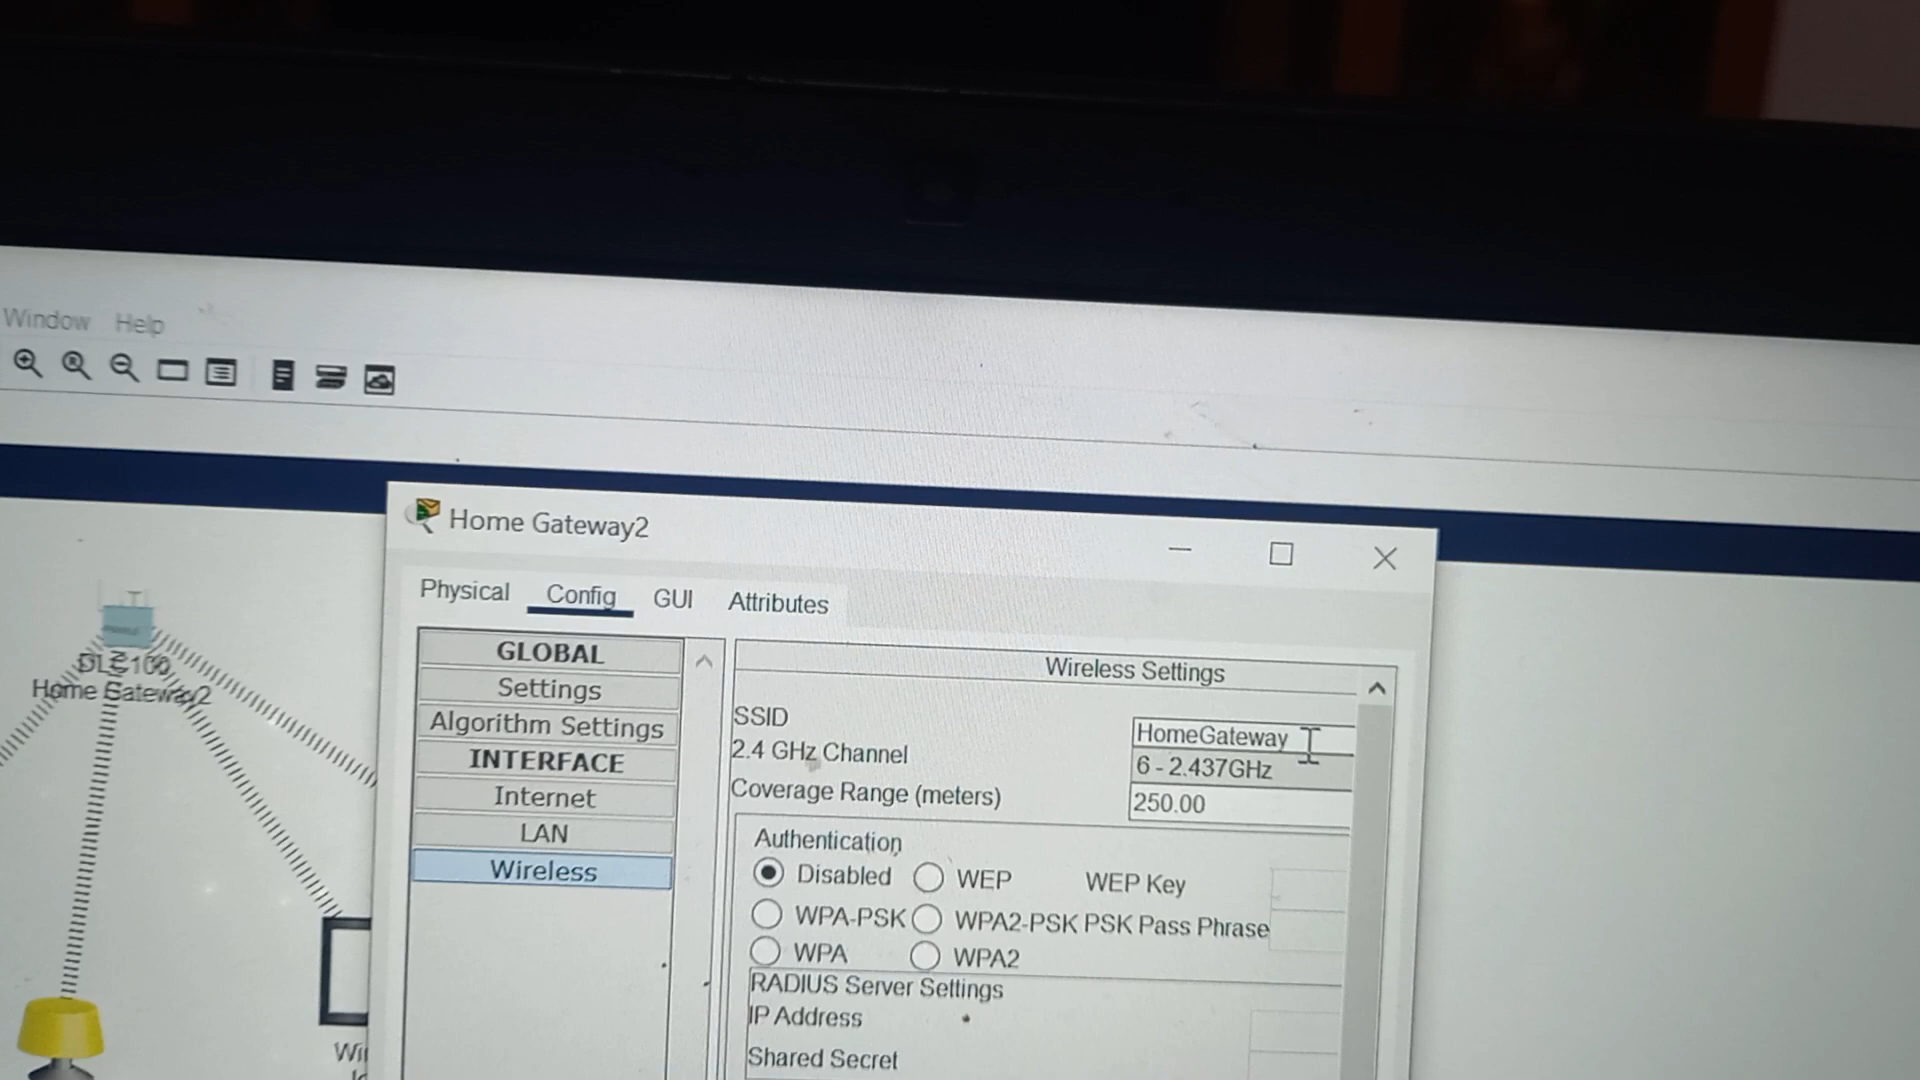 Window Help
Home Gateway2
Physical Config GUI Attributes
GLOBAL
Settings
Algorithm Settings
INTERFACE
Internet
LAN
Wireless
Wireless Settings
SSID HomeGateway
2.4 GHz Channel 6 - 2.437GHz
Coverage Range (meters) 250.00
Authentication
Disabled WEP WEP Key
WPA-PSK WPA2-PSK PSK Pass Phrase
WPA WPA2
RADIUS Server Settings
IP Address
Shared Secret
DLC100
Home Gateway2